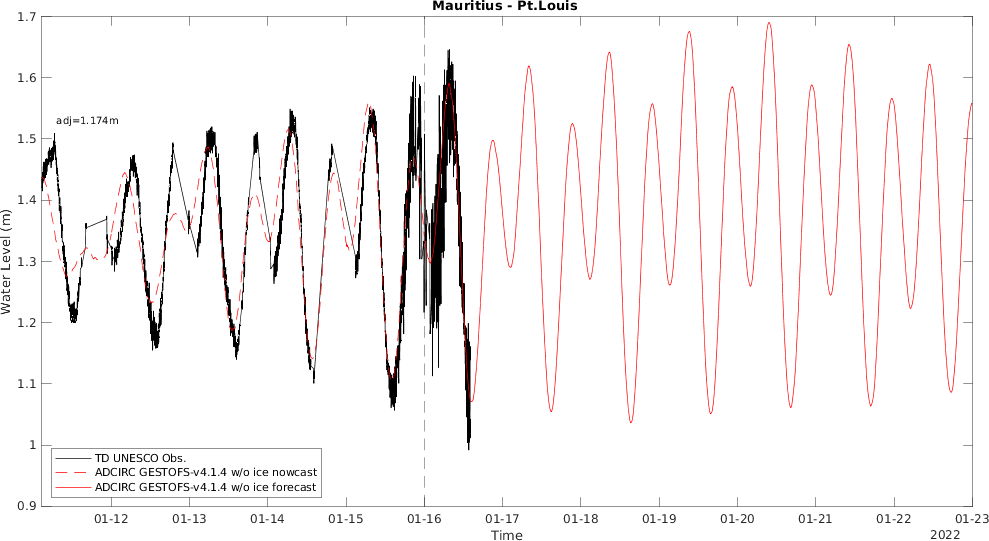 Mauritius - Pt.Louis
1.7
1.6
1.5
1.4
1.3
1.2
1.1
1
0.9
Water Level (m)
adj=1.174m
TD UNESCO Obs.
ADCIRC GESTOFS-v4.1.4 w/o ice nowcast
ADCIRC GESTOFS-v4.1.4 w/o ice forecast
01-12 01-13 01-14 01-15 01-16 01-17 01-18 01-19 01-20 01-21 01-22 01-23
Time
2022